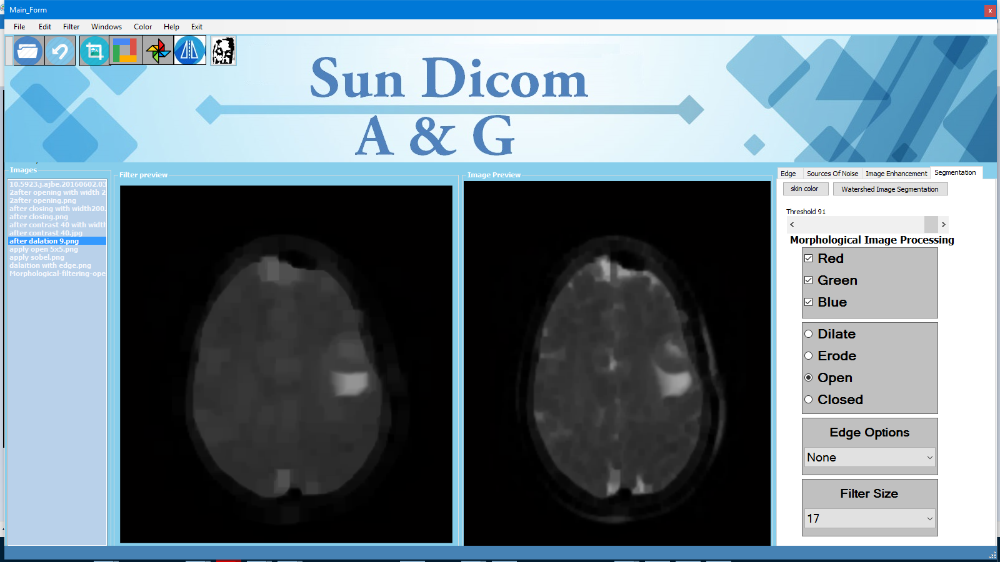 Main_Form
x
File Edit Filter Windows Color Help Exit
Sun Dicom
A & G
Images
10.5923.j.ajbe.20160602.03
2after opening with width 2
2after opening.png
after closing with width200.
after closing.png
after contrast 40 with width
after contrast 40.jpg
after dalation 9.png
apply open 5x5.png
apply sobel.png
dalaition with edge.png
Morphological-filtering-ope
Filter preview
Image Preview
Edge Sources Of Noise Image Enhancement Segmentation
skin color Watershed Image Segmentation
Threshold 91
Morphological Image Processing
Red
Green
Blue
Dilate
Erode
Open
Closed
Edge Options
None
Filter Size
17